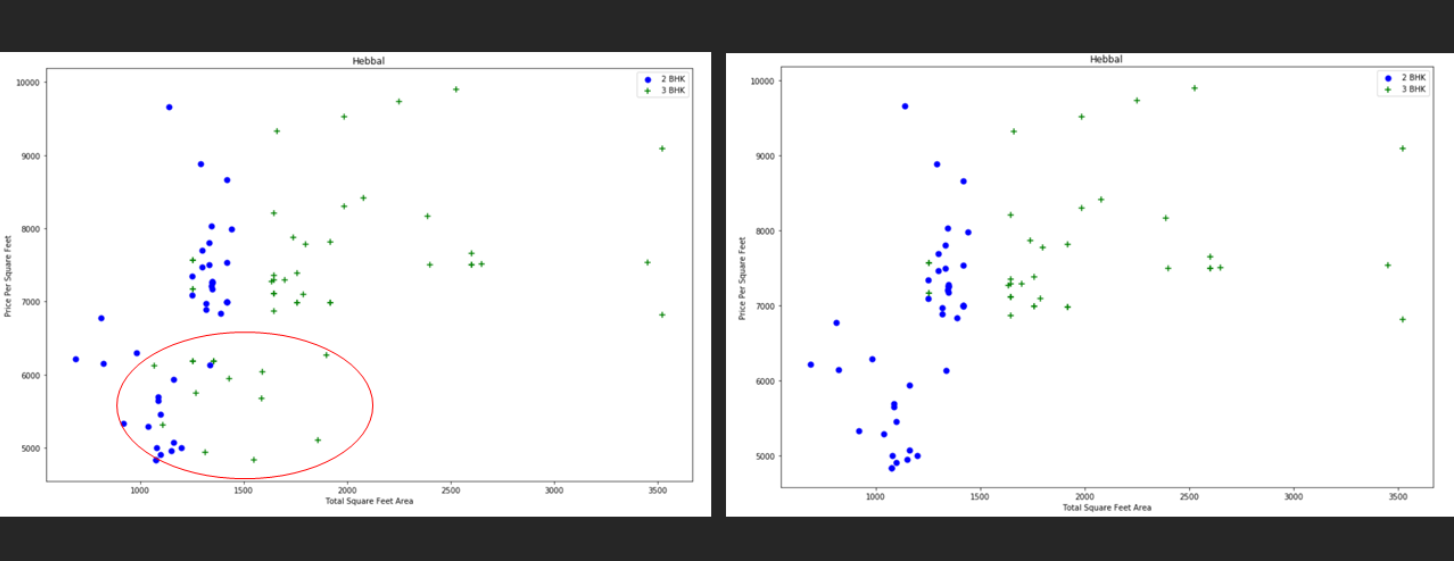 Hebbal
2 BHK
3 BHK
10000
9000
8000
7000
6000
5000
Price Per Square Feet
1000 1500 2000 2500 3000 3500
Total Square Feet Area
Hebbal
2 BHK
3 BHK
10000
9000
8000
7000
6000
5000
Price Per Square Feet
1000 1500 2000 2500 3000 3500
Total Square Feet Area